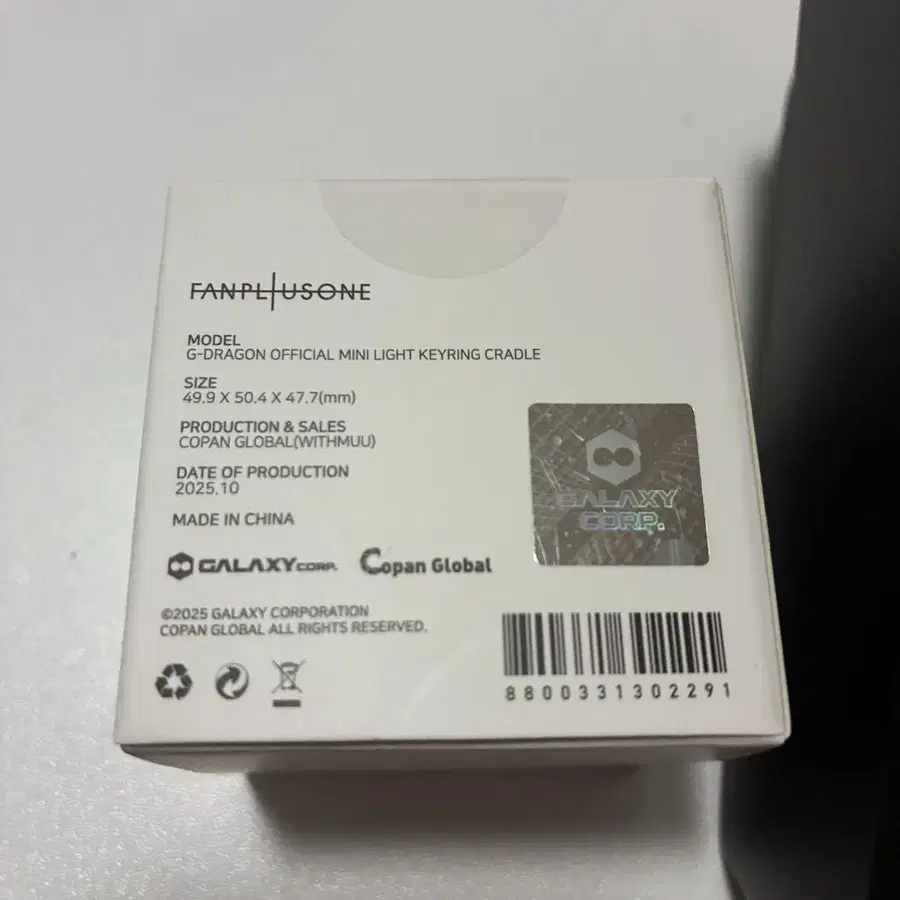 FANPLUSONE
MODEL
G-DRAGON OFFICIAL MINI LIGHT KEYRING CRADLE
SIZE
49.9 X 50.4 X 47.7(mm)
PRODUCTION & SALES
COPAN GLOBAL(WITHMUU)
DATE OF PRODUCTION
2025.10
MADE IN CHINA
GALAXY CORP.
GALAXY CORP. Copan Global
©2025 GALAXY CORPORATION
COPAN GLOBAL ALL RIGHTS RESERVED.
8800331302291